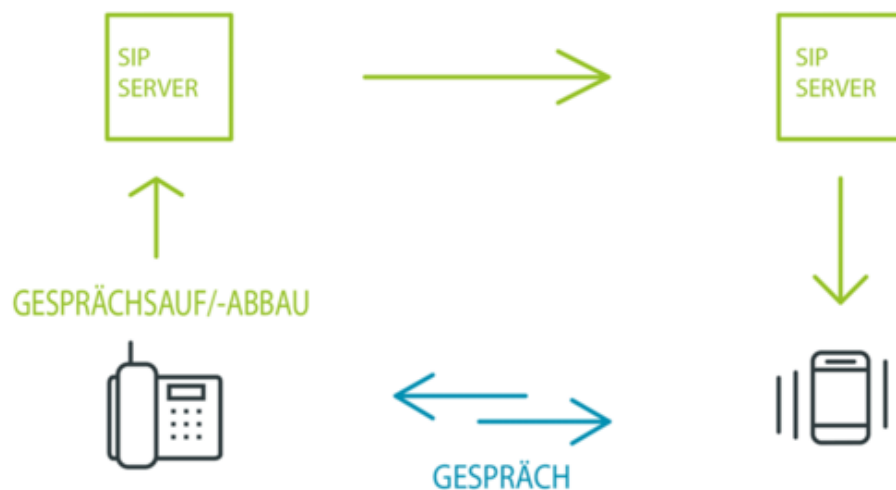 SIP
SERVER
SIP
SERVER
GESPRÄCHSAUF/-ABBAU
GESPRÄCH